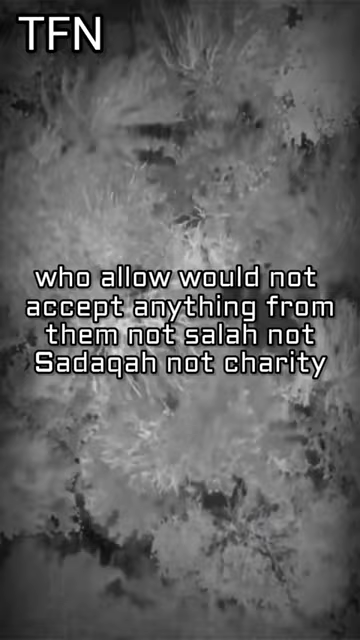 TFN
who allow would not
accept anything from
them not salah not
Sadaqah not charity